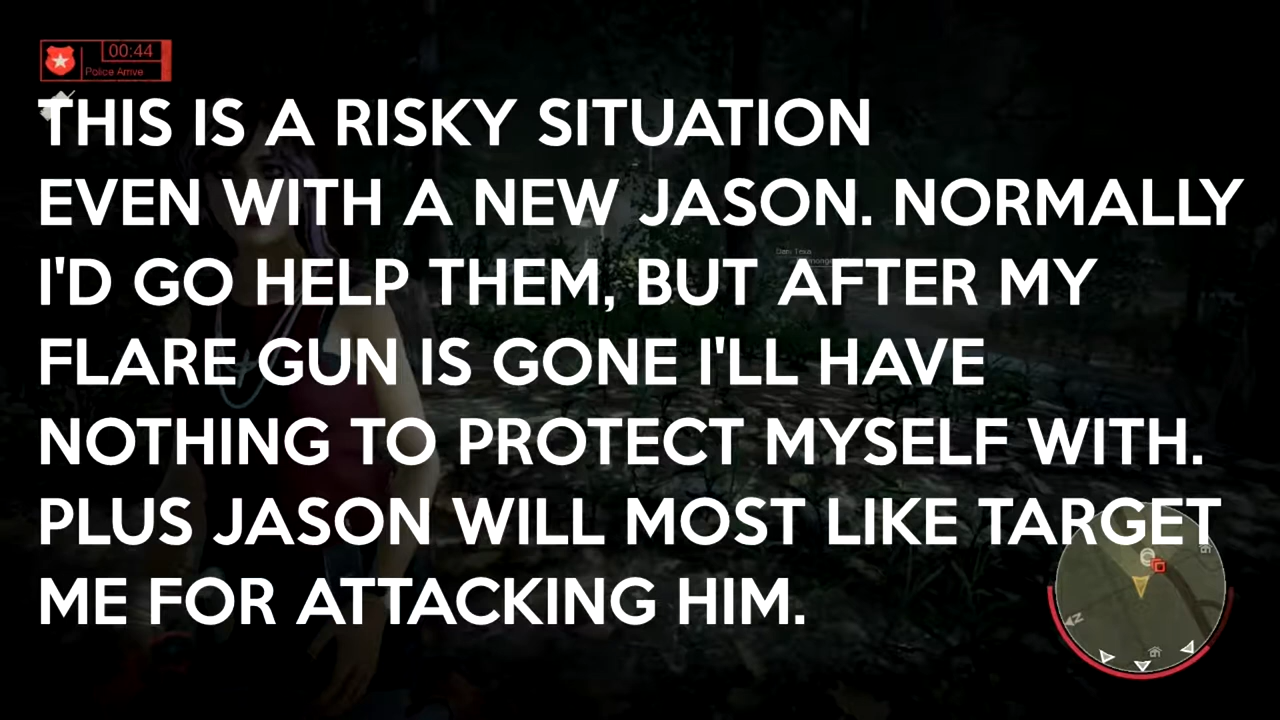 00:44
Police Arrive
THIS IS A RISKY SITUATION
EVEN WITH A NEW JASON. NORMALLY
I'D GO HELP THEM, BUT AFTER MY
FLARE GUN IS GONE I'LL HAVE
NOTHING TO PROTECT MYSELF WITH.
PLUS JASON WILL MOST LIKE TARGET
ME FOR ATTACKING HIM.